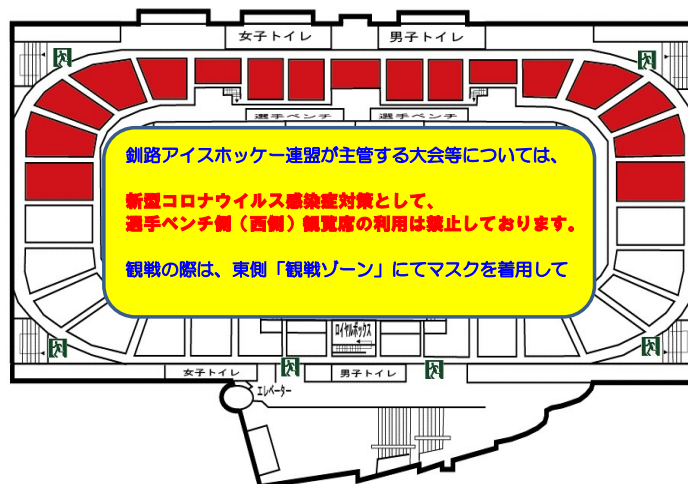 女子トイレ
男子トイレ
選手ベンチ
選手ベンチ
釧路アイスホッケー連盟が主管する大会等については、
新型コロナウイルス感染症対策として、
選手ベンチ側（西側）観覧席の利用は禁止しております。
観戦の際は、東側「観戦ゾーン」にてマスクを着用して
ロイヤルボックス
女子トイレ
男子トイレ
エレベーター